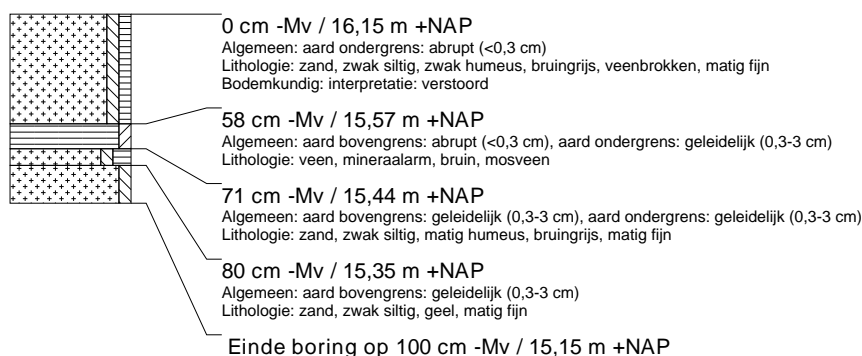 0 cm -Mv / 16,15 m +NAP
Algemeen: aard ondergrens: abrupt (<0,3 cm)
Lithologie: zand, zwak siltig, zwak humeus, bruingrijs, veenbrokken, matig fijn
Bodemkundig: interpretatie: verstoord
58 cm -Mv / 15,57 m +NAP
Algemeen: aard bovengrens: abrupt (<0,3 cm), aard ondergrens: geleidelijk (0,3-3 cm)
Lithologie: veen, mineraalarm, bruin, mosveen
71 cm -Mv / 15,44 m +NAP
Algemeen: aard bovengrens: geleidelijk (0,3-3 cm), aard ondergrens: geleidelijk (0,3-3 cm)
Lithologie: zand, zwak siltig, matig humeus, bruingrijs, matig fijn
80 cm -Mv / 15,35 m +NAP
Algemeen: aard bovengrens: geleidelijk (0,3-3 cm)
Lithologie: zand, zwak siltig, geel, matig fijn
Einde boring op 100 cm -Mv / 15,15 m +NAP